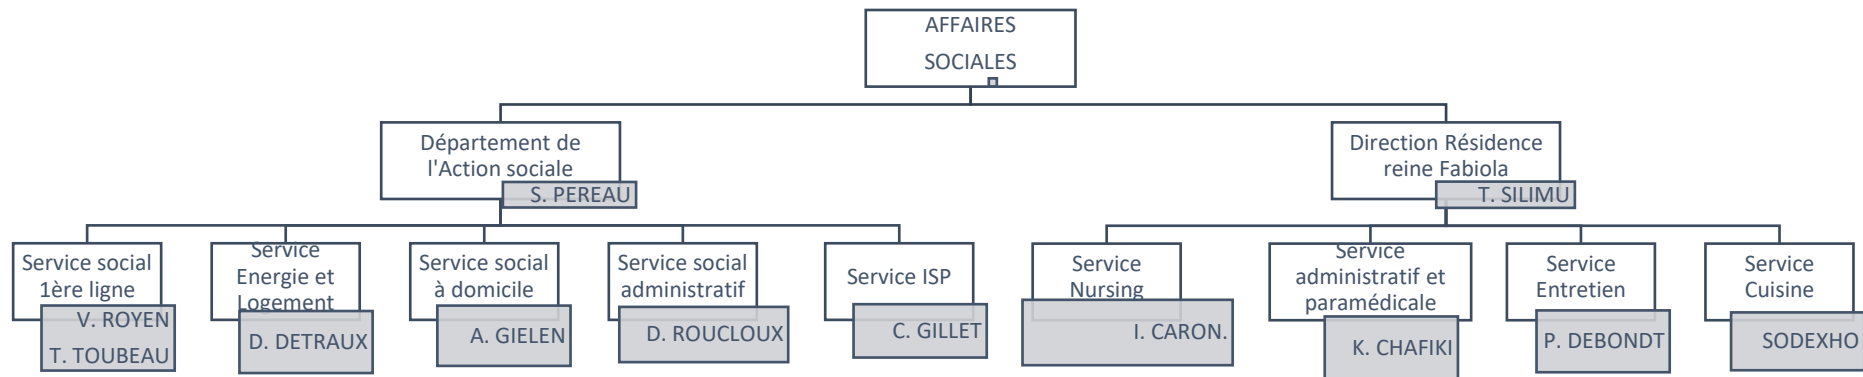 AFFAIRES
SOCIALES
Département de
l'Action sociale
S. PEREAU
Direction Résidence
reine Fabiola
T. SILIMU
Service social
1ère ligne
V. ROYEN
T. TOUBEAU
Service
Energie et
Logement
D. DETRAUX
Service social
à domicile
A. GIELEN
Service social
administratif
D. ROUCLOUX
Service ISP
C. GILLET
Service
Nursing
I. CARON.
Service
administratif et
paramédicale
K. CHAFIKI
Service
Entretien
P. DEBONDT
Service
Cuisine
SODEXHO